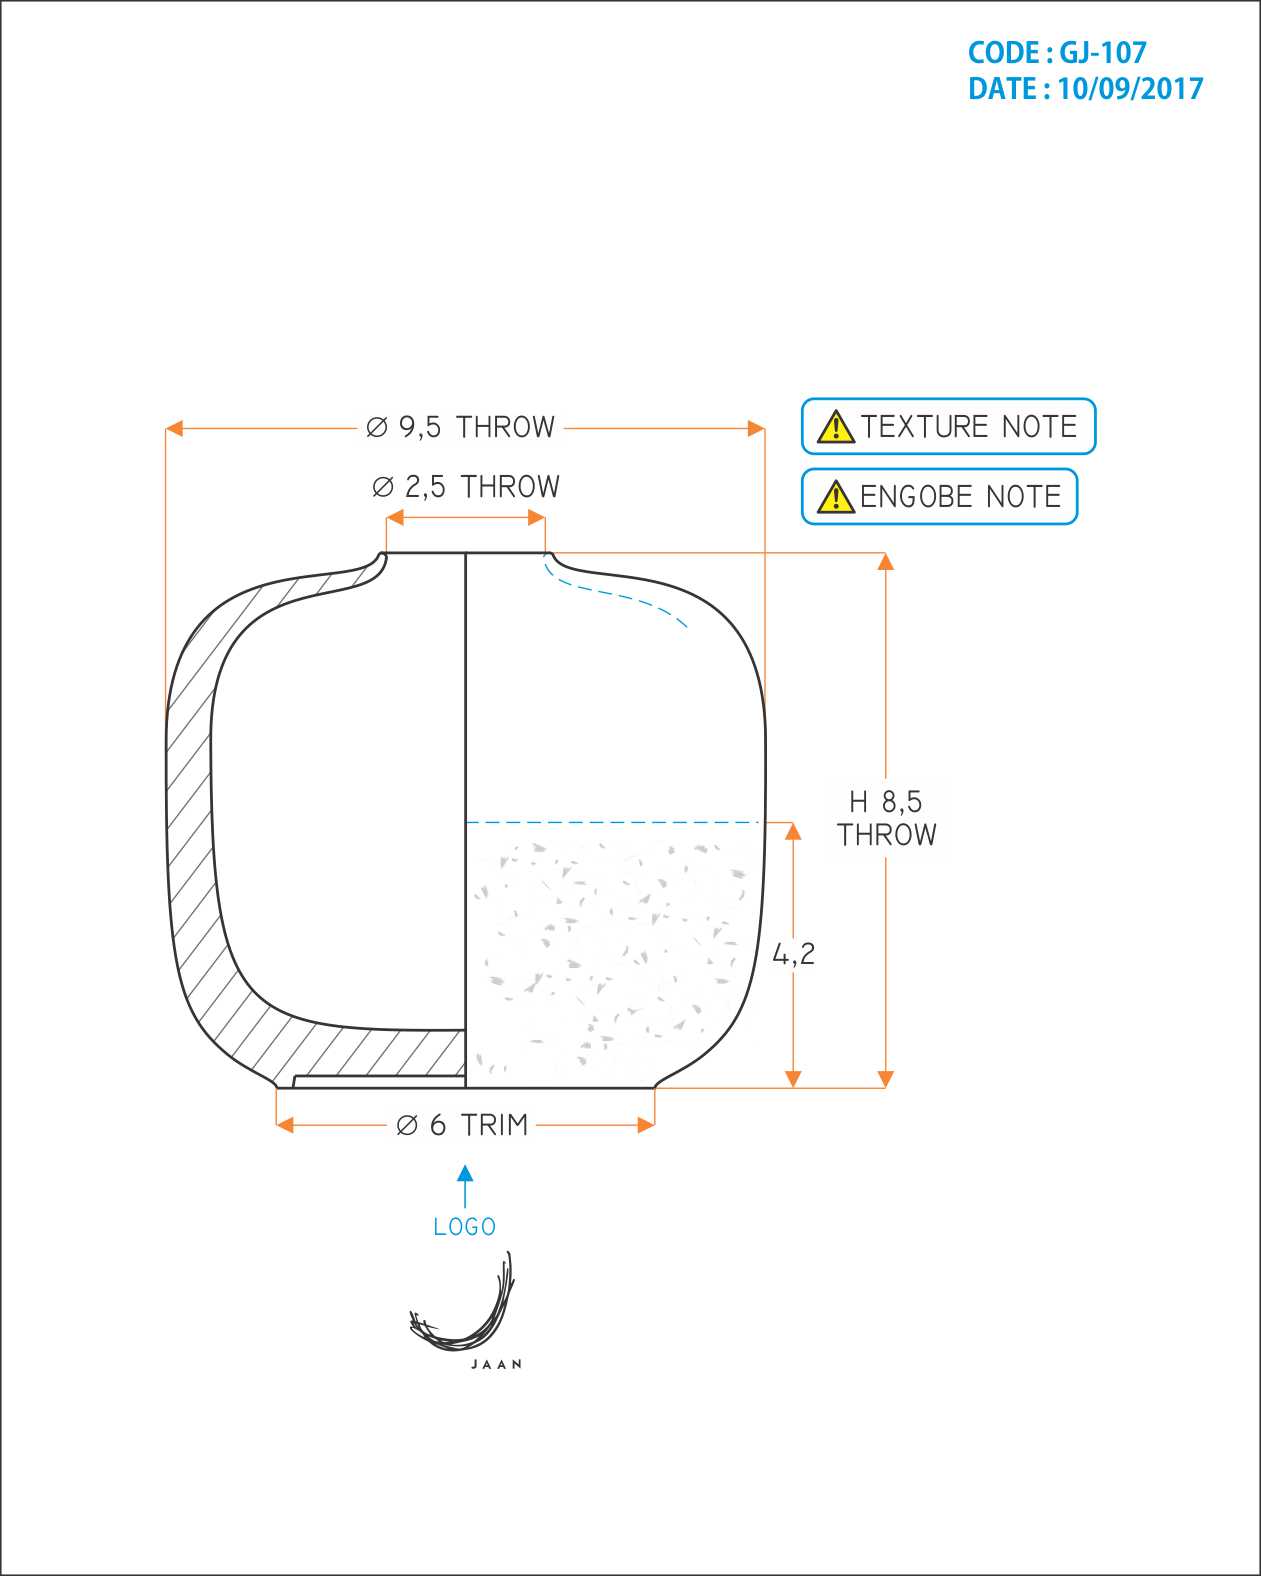 CODE : GJ-107
DATE : 10/09/2017
Ø 9,5 THROW
TEXTURE NOTE
Ø 2,5 THROW
ENGOBE NOTE
H 8,5
THROW
4,2
Ø 6 TRIM
LOGO
JAAN